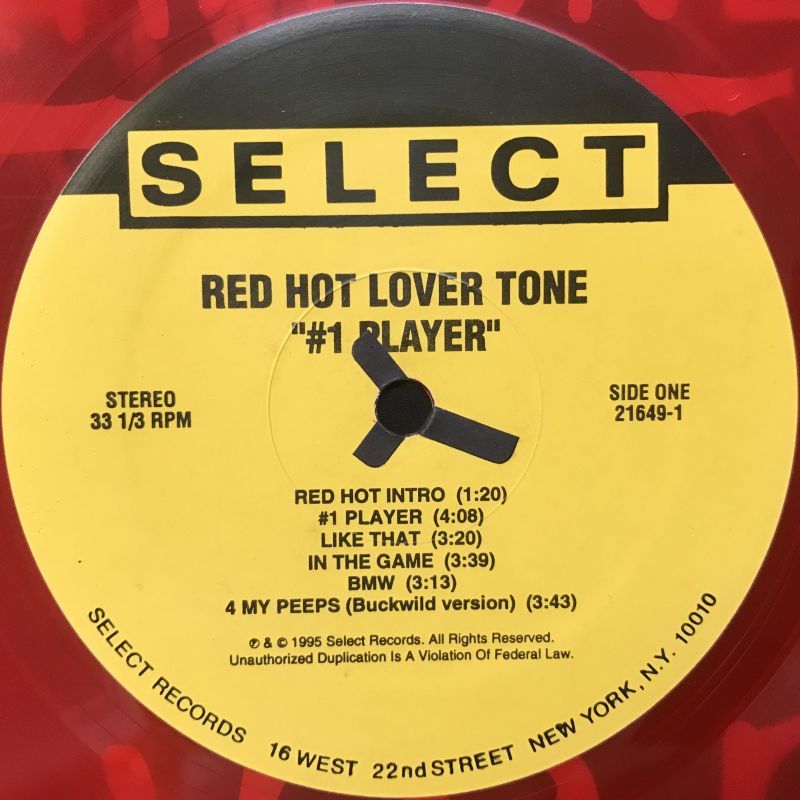 SELECT
RED HOT LOVER TONE
"#1 PLAYER"
STEREO
33 1/3 RPM
SIDE ONE
21649-1
RED HOT INTRO (1:20)
#1 PLAYER (4:08)
LIKE THAT (3:20)
IN THE GAME (3:39)
BMW (3:13)
4 MY PEEPS (Buckwild version) (3:43)
℗ & © 1995 Select Records. All Rights Reserved.
Unauthorized Duplication Is A Violation Of Federal Law.
SELECT RECORDS 16 WEST 22nd STREET NEW YORK, N.Y. 10010